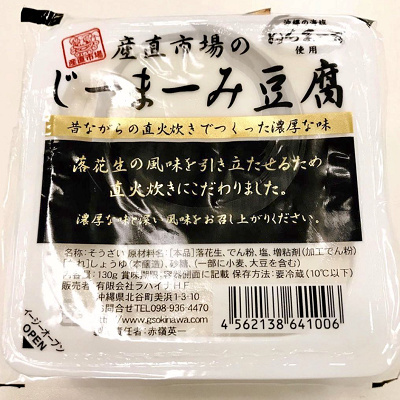 産直市場
産直市場の
沖縄の海塩
ぬちまーす
使用
じーまーみ豆腐
昔ながらの直火炊きでつくった濃厚な味
落花生の風味を引き立たせるため
直火炊きにこだわりました。
濃厚な味と深い風味をお召し上がりください。
名称:そうざい 原材料名:【本品】落花生、でん粉、塩、増粘剤(加工でん粉)
【たれ】しょうゆ(本醸造)、砂糖、(一部に小麦、大豆を含む)
容量:130g 賞味期限:容器側面に記載 保存方法:要冷蔵(10℃以下)
販売者 有限会社ラハイナHF
沖縄県北谷町美浜1-3-10
お問合せ TEL098-936-4470
www.gsokinawa.com
責任者:赤嶺英一
4 562138 641006
イージーオープン
OPEN